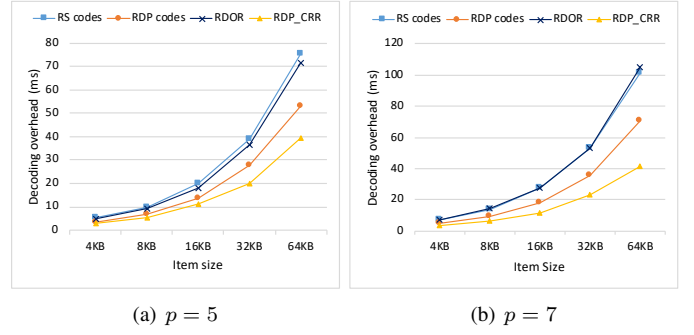 RS codes RDP codes RDOR RDP_CRR
80
70
60
50
40
30
20
10
0
Decoding overhead (ms)
4KB 8KB 16KB 32KB 64KB
Item size
(a) p = 5
RS codes RDP codes RDOR RDP_CRR
120
100
80
60
40
20
0
Decoding overhead (ms)
4KB 8KB 16KB 32KB 64KB
Item Size
(b) p = 7